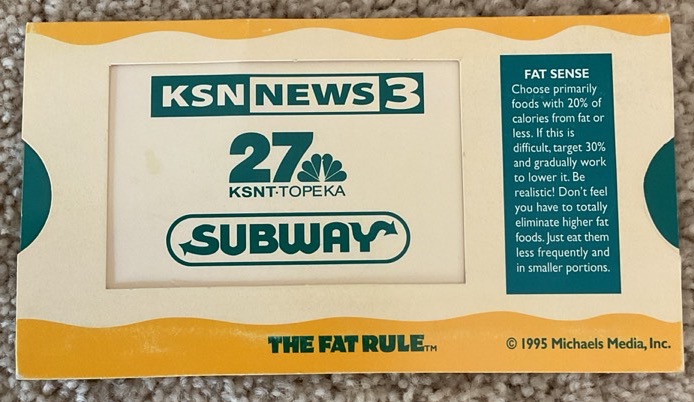 KSN NEWS 3
27
KSNT·TOPEKA
SUBWAY
FAT SENSE
Choose primarily
foods with 20% of
calories from fat or
less. If this is
difficult, target 30%
and gradually work
to lower it. Be
realistic! Don't feel
you have to totally
eliminate higher fat
foods. Just eat them
less frequently and
in smaller portions.
THE FAT RULE™
© 1995 Michaels Media, Inc.